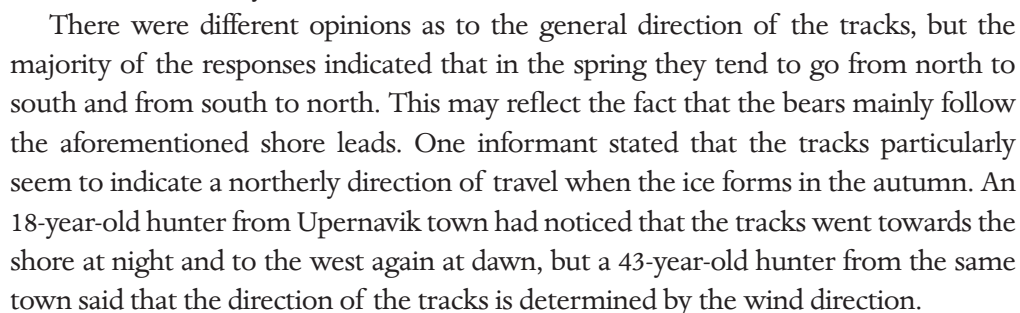 There were different opinions as to the general direction of the tracks, but the
majority of the responses indicated that in the spring they tend to go from north to
south and from south to north. This may reflect the fact that the bears mainly follow
the aforementioned shore leads. One informant stated that the tracks particularly
seem to indicate a northerly direction of travel when the ice forms in the autumn. An
18-year-old hunter from Upernavik town had noticed that the tracks went towards the
shore at night and to the west again at dawn, but a 43-year-old hunter from the same
town said that the direction of the tracks is determined by the wind direction.